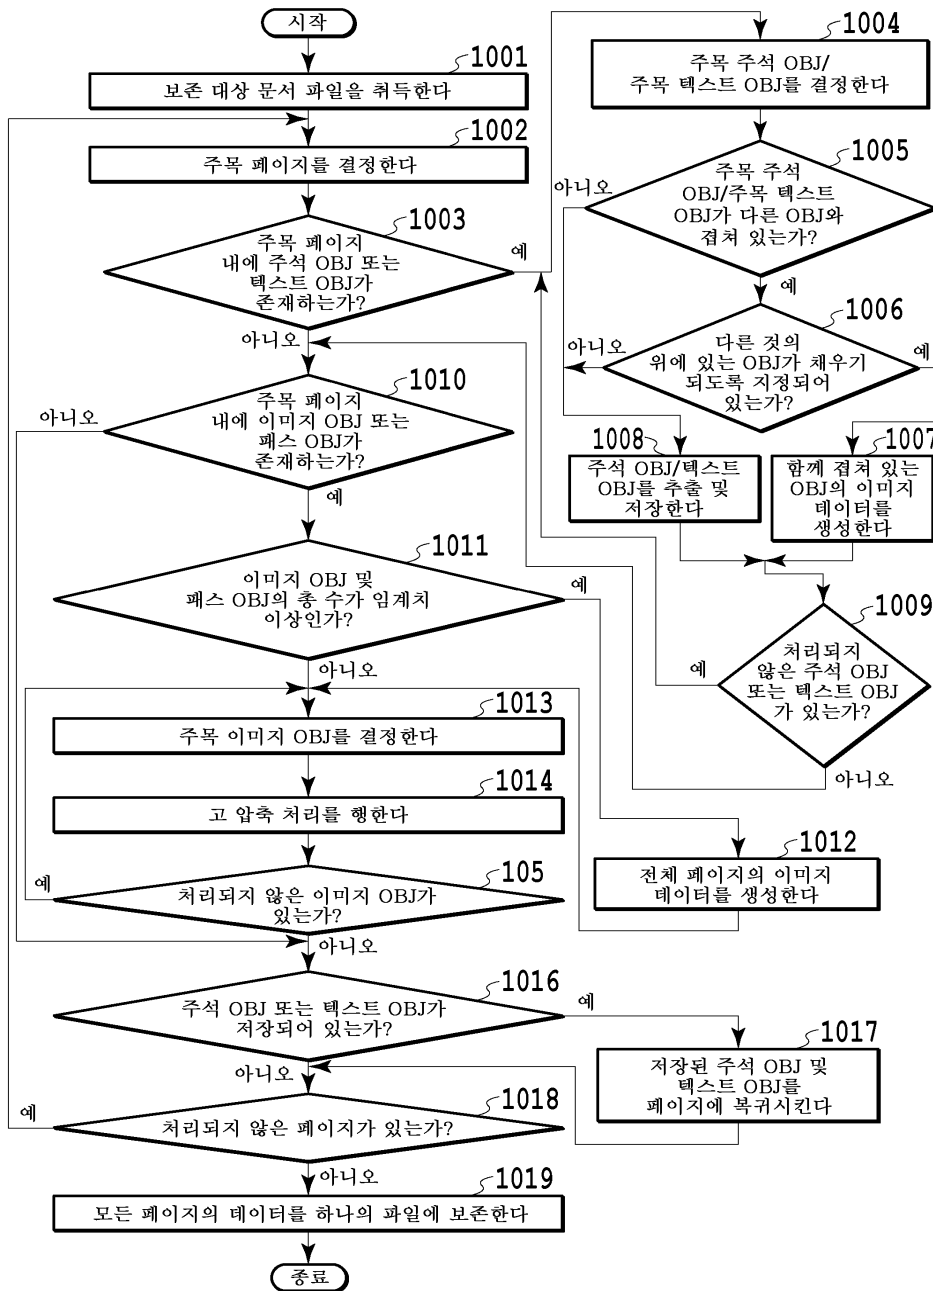 시작
1001
보존 대상 문서 파일을 취득한다
1002
주목 페이지를 결정한다
1003
주목 페이지
내에 주석 OBJ 또는
텍스트 OBJ가
존재하는가?
예
아니오
1004
주목 주석 OBJ/
주목 텍스트 OBJ를 결정한다
1005
주목 주석
OBJ/주목 텍스트
OBJ가 다른 OBJ와
겹쳐 있는가?
아니오
예
1006
다른 것의
위에 있는 OBJ가 채우기
되도록 지정되어
있는가?
아니오
예
1008
주석 OBJ/텍스트
OBJ를 추출 및
저장한다
1007
함께 겹쳐 있는
OBJ의 이미지
데이터를
생성한다
1009
처리되지
않은 주석 OBJ
또는 텍스트 OBJ
가 있는가?
예
아니오
1010
주목 페이지
내에 이미지 OBJ 또는
패스 OBJ가
존재하는가?
아니오
예
1011
이미지 OBJ 및
패스 OBJ의 총 수가 임계치
이상인가?
예
아니오
1013
주목 이미지 OBJ를 결정한다
1014
고 압축 처리를 행한다
1012
전체 페이지의 이미지
데이터를 생성한다
105
처리되지 않은 이미지 OBJ가
있는가?
예
아니오
1016
주석 OBJ 또는 텍스트 OBJ가
저장되어 있는가?
예
아니오
1017
저장된 주석 OBJ 및
텍스트 OBJ를
페이지에 복귀시킨다
1018
처리되지 않은 페이지가 있는가?
예
아니오
1019
모든 페이지의 데이터를 하나의 파일에 보존한다
종료